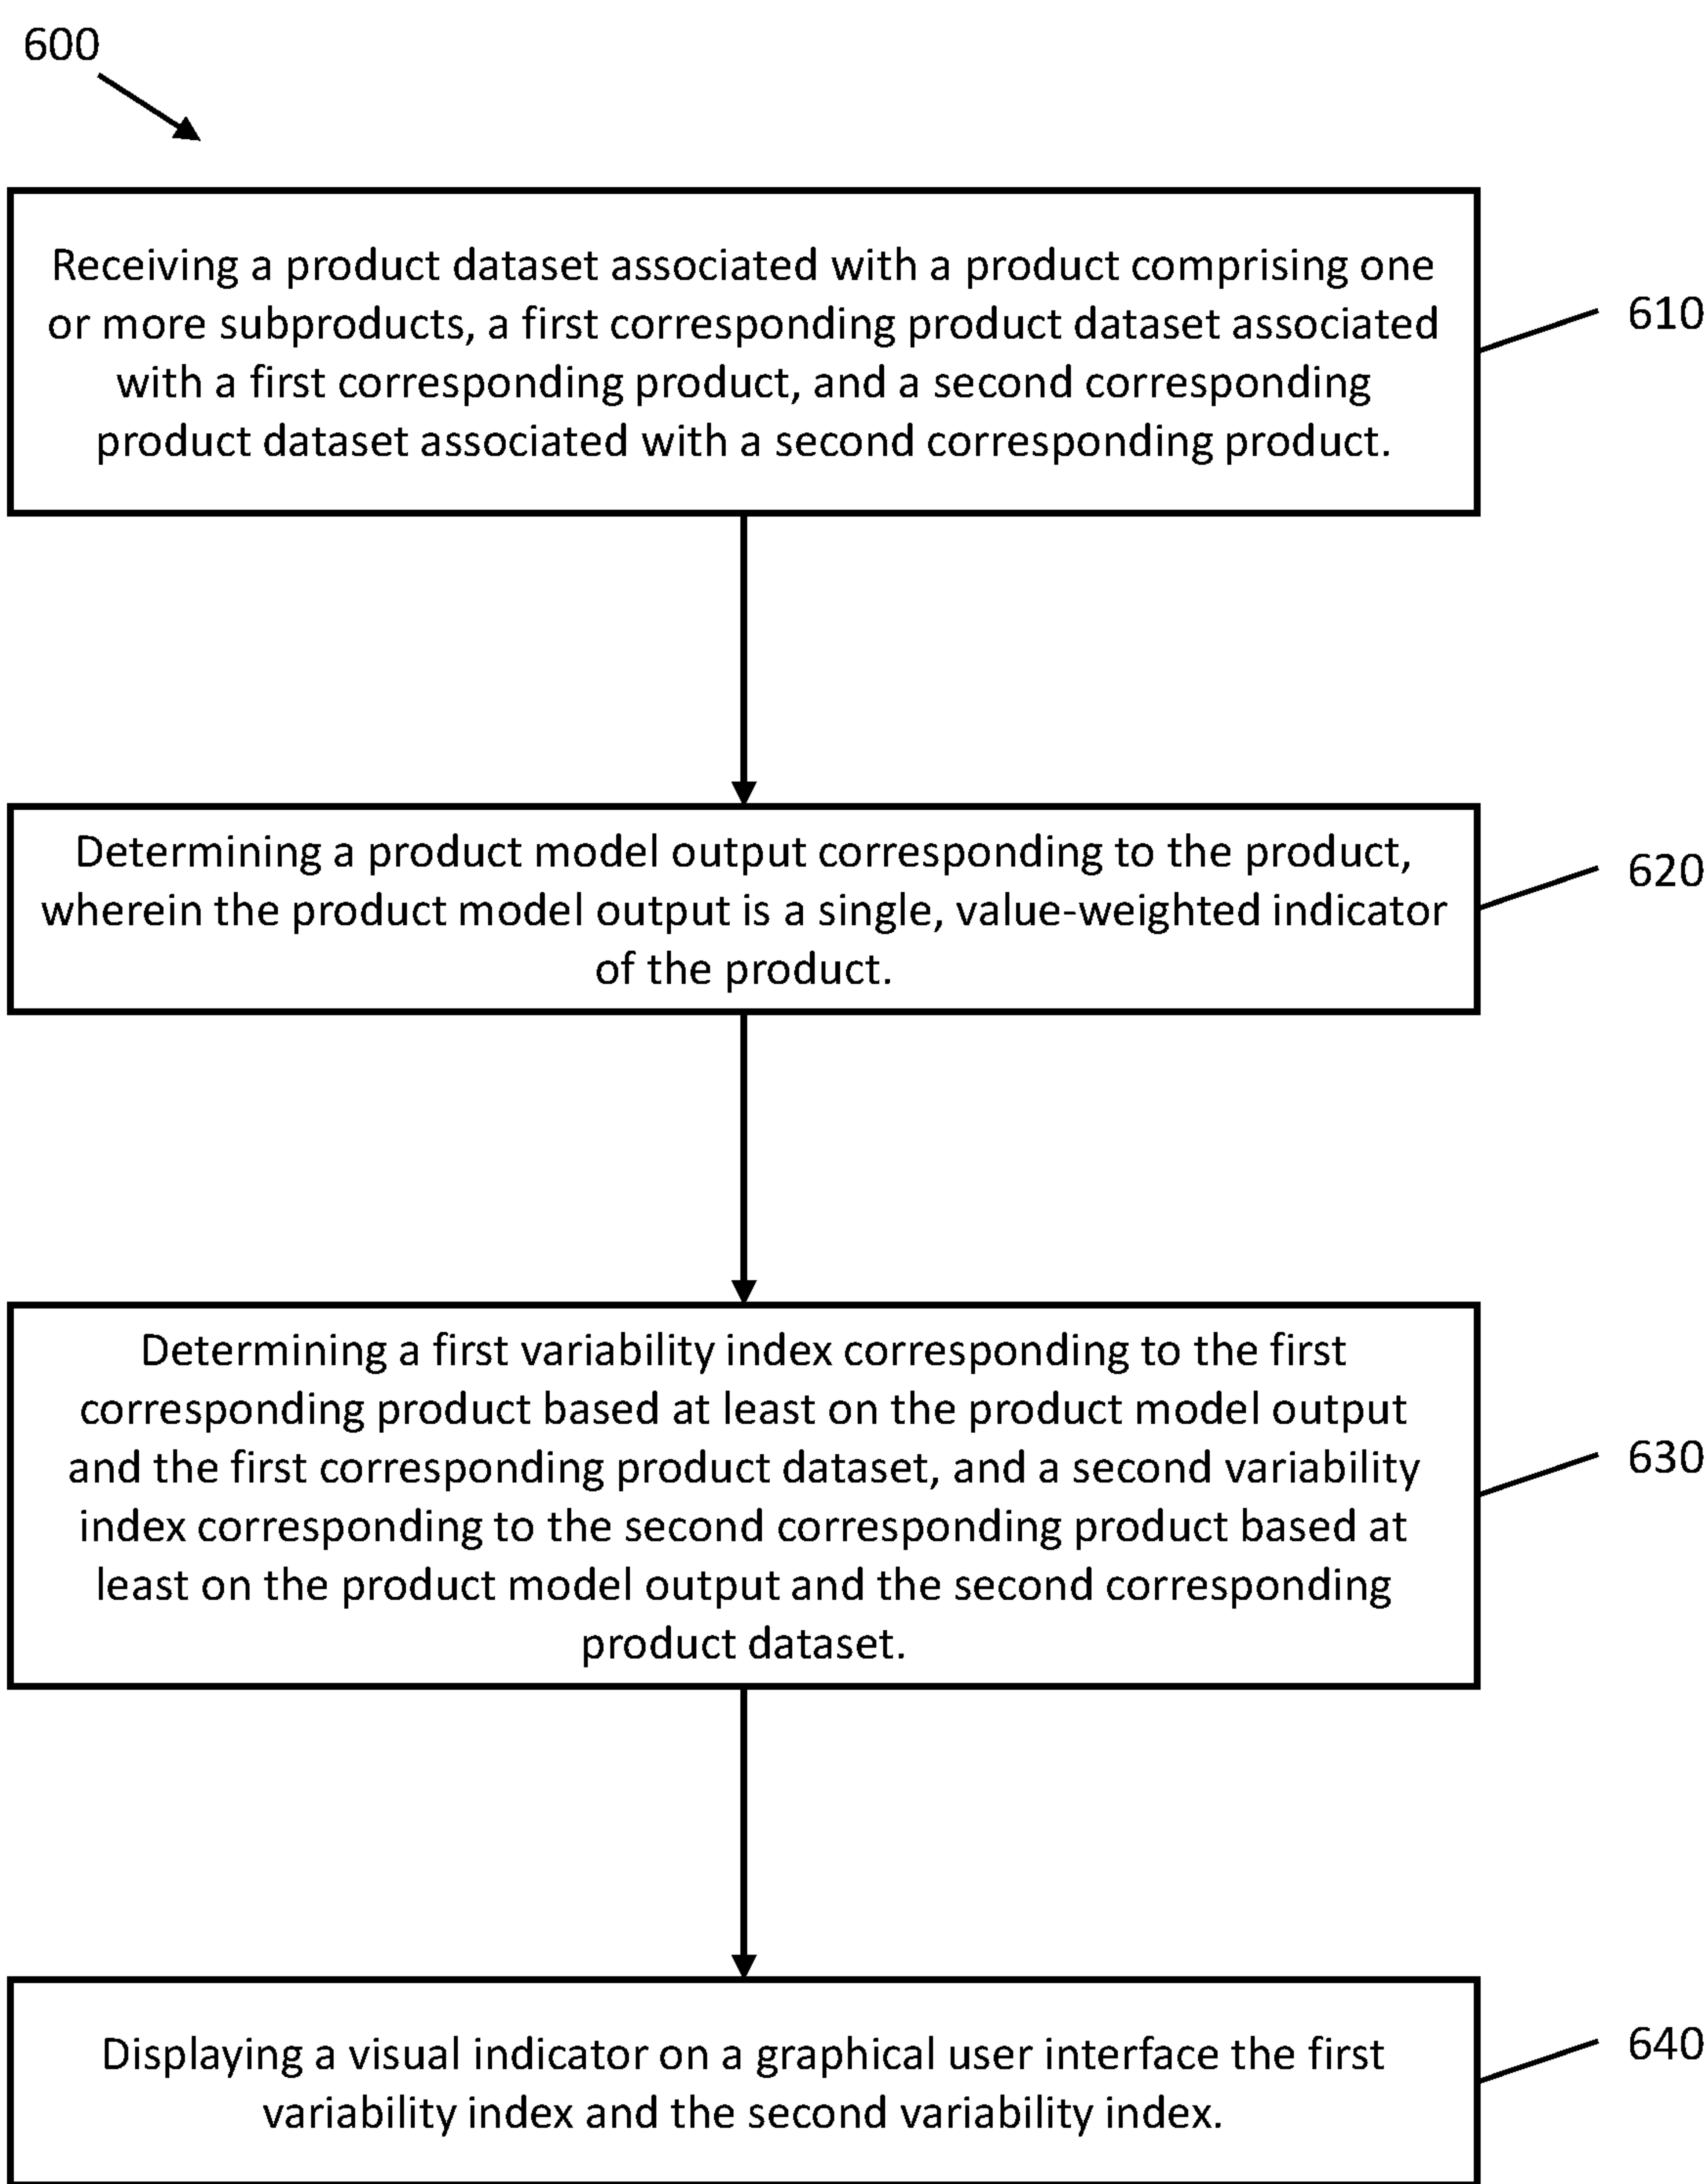 600
Receiving a product dataset associated with a product comprising one
or more subproducts, a first corresponding product dataset associated
with a first corresponding product, and a second corresponding
product dataset associated with a second corresponding product.
610
Determining a product model output corresponding to the product,
wherein the product model output is a single, value-weighted indicator
of the product.
620
Determining a first variability index corresponding to the first
corresponding product based at least on the product model output
and the first corresponding product dataset, and a second variability
index corresponding to the second corresponding product based at
least on the product model output and the second corresponding
product dataset.
630
Displaying a visual indicator on a graphical user interface the first
variability index and the second variability index.
640